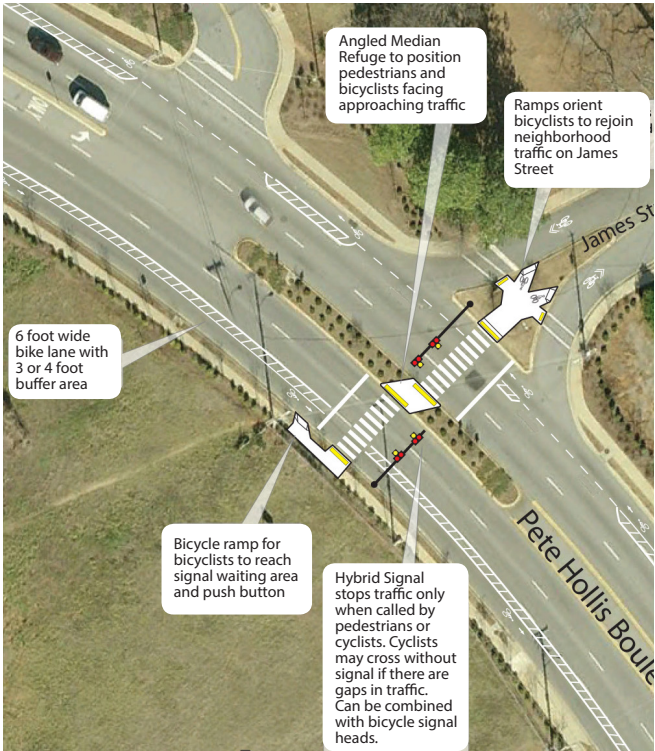 Angled Median
Refuge to position
pedestrians and
bicyclists facing
approaching traffic
Ramps orient
bicyclists to rejoin
neighborhood
traffic on James
Street
James St
6 foot wide
bike lane with
3 or 4 foot
buffer area
Bicycle ramp for
bicyclists to reach
signal waiting area
and push button
Hybrid Signal
stops traffic only
when called by
pedestrians or
cyclists. Cyclists
may cross without
signal if there are
gaps in traffic.
Can be combined
with bicycle signal
heads.
Pete Hollis Boule
ONLY